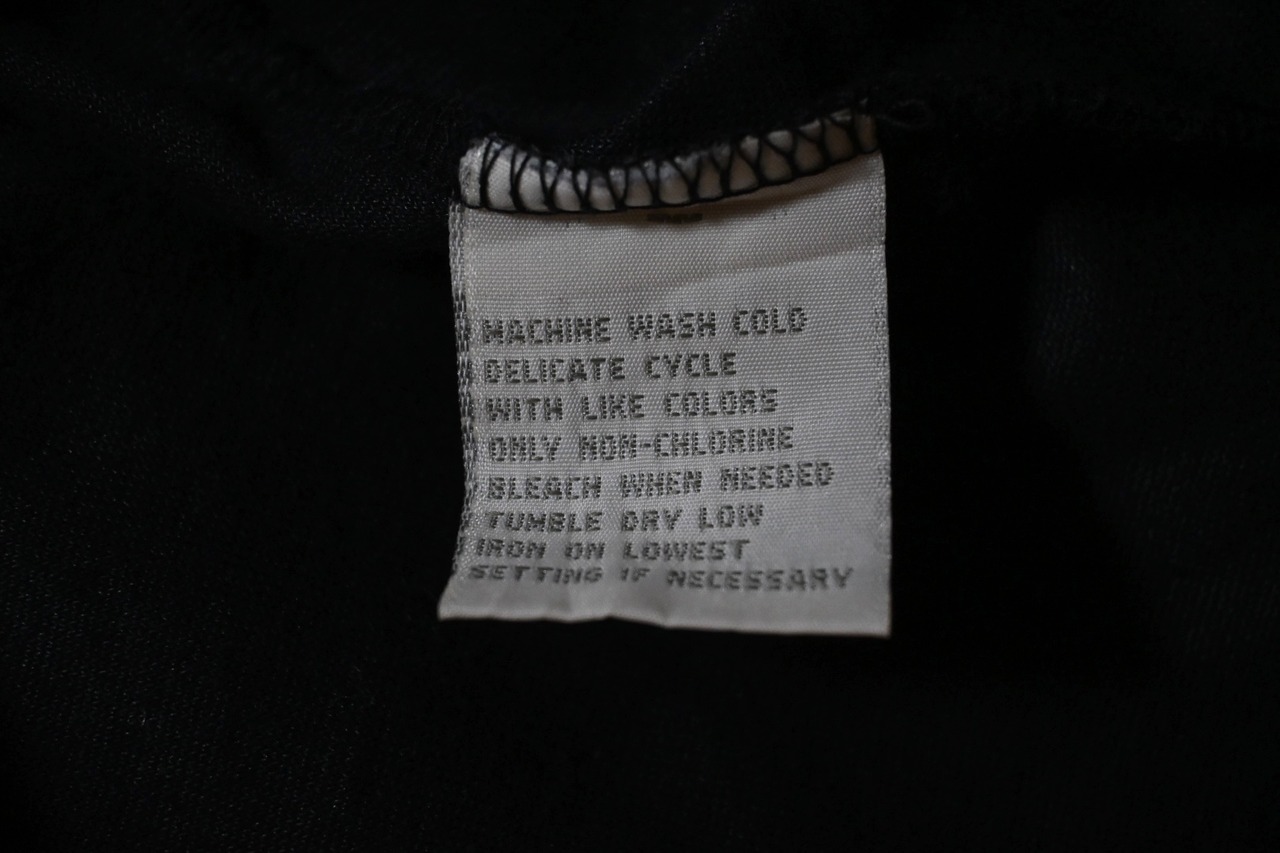 MACHINE WASH COLD
DELICATE CYCLE
WITH LIKE COLORS
ONLY NON-CHLORINE
BLEACH WHEN NEEDED
TUMBLE DRY LOW
IRON ON LOWEST
SETTING IF NECESSARY